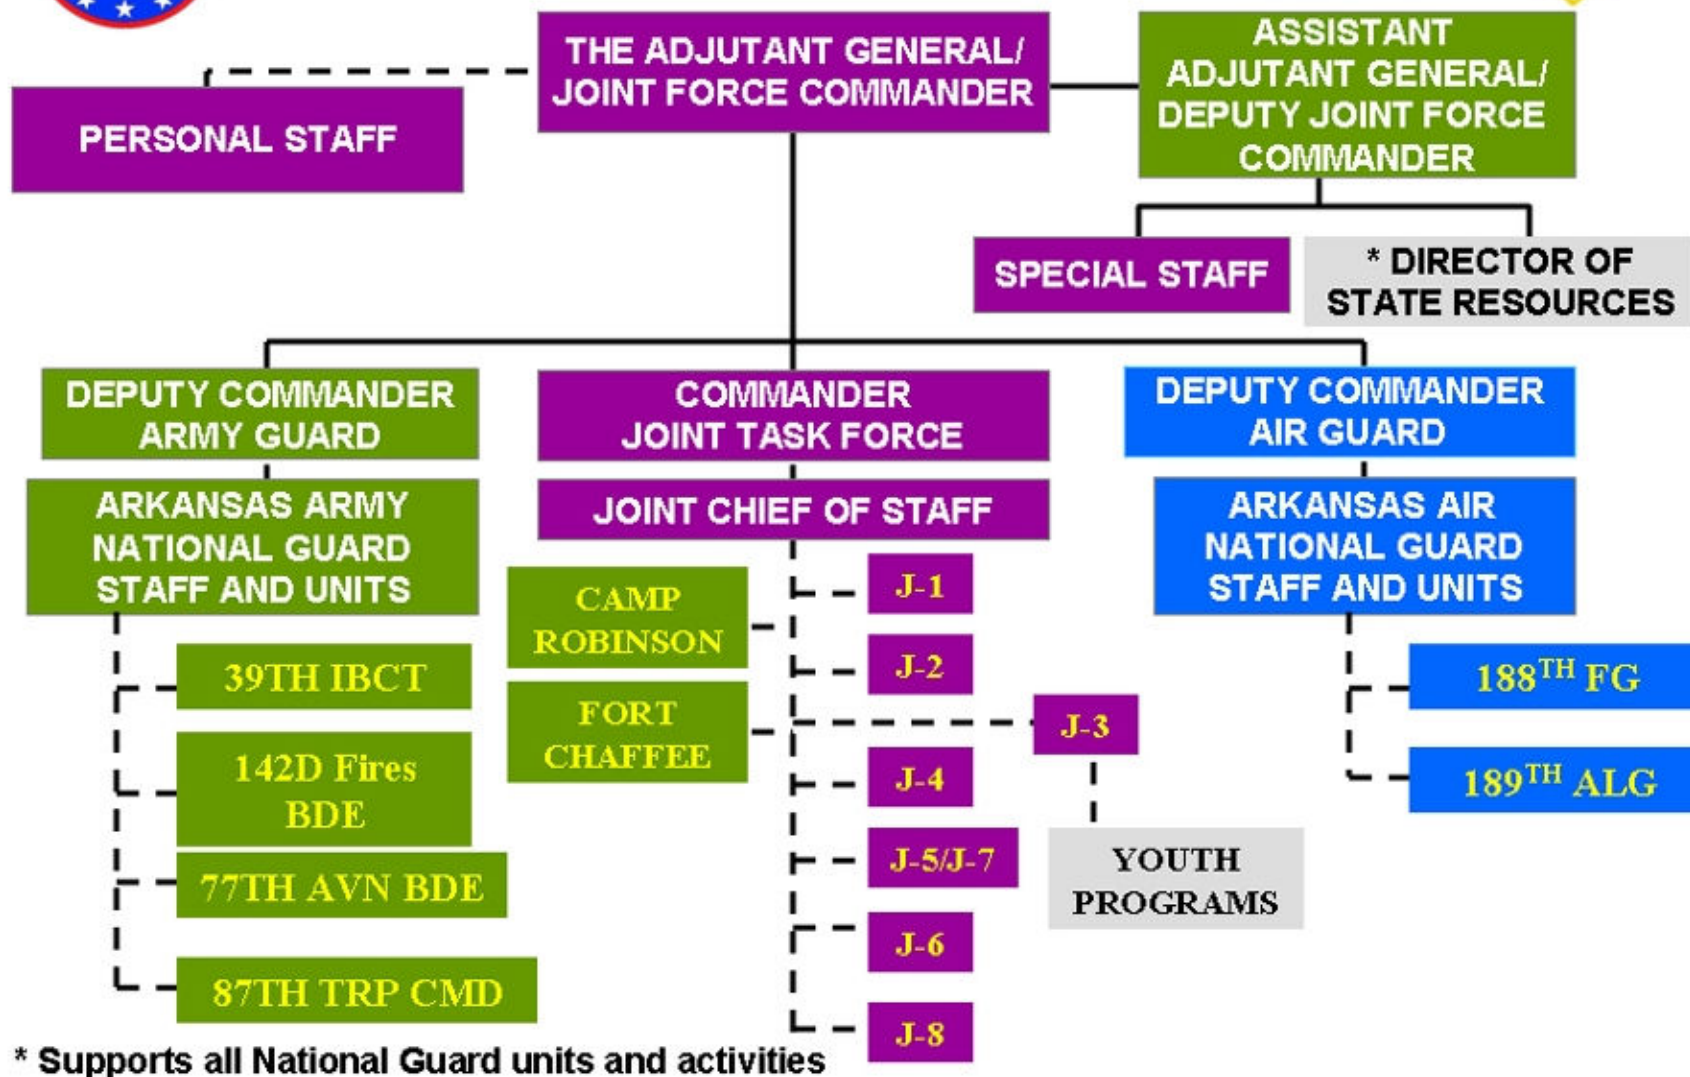 THE ADJUTANT GENERAL/
JOINT FORCE COMMANDER
ASSISTANT
ADJUTANT GENERAL/
DEPUTY JOINT FORCE
COMMANDER
PERSONAL STAFF
SPECIAL STAFF
* DIRECTOR OF
STATE RESOURCES
DEPUTY COMMANDER
ARMY GUARD
COMMANDER
JOINT TASK FORCE
DEPUTY COMMANDER
AIR GUARD
ARKANSAS ARMY
NATIONAL GUARD
STAFF AND UNITS
JOINT CHIEF OF STAFF
ARKANSAS AIR
NATIONAL GUARD
STAFF AND UNITS
39TH IBCT
142D Fires
BDE
77TH AVN BDE
87TH TRP CMD
CAMP
ROBINSON
FORT
CHAFFEE
J-1
J-2
J-3
J-4
J-5/J-7
J-6
J-8
YOUTH
PROGRAMS
188TH FG
189TH ALG
* Supports all National Guard units and activities